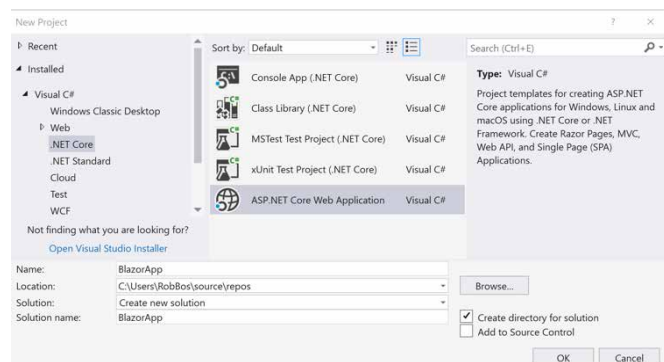 New Project
? ×
Recent
Installed
Visual C#
Windows Classic Desktop
Web
.NET Core
.NET Standard
Cloud
Test
WCF
Not finding what you are looking for?
Open Visual Studio Installer
Sort by: Default
Console App (.NET Core) Visual C#
Class Library (.NET Core) Visual C#
MSTest Test Project (.NET Core) Visual C#
xUnit Test Project (.NET Core) Visual C#
ASP.NET Core Web Application Visual C#
Search (Ctrl+E)
Type: Visual C#
Project templates for creating ASP.NET
Core applications for Windows, Linux and
macOS using .NET Core or .NET
Framework. Create Razor Pages, MVC,
Web API, and Single Page (SPA)
Applications.
Name: BlazorApp
Location: C:\Users\RobBos\source\repos
Solution: Create new solution
Solution name: BlazorApp
Browse...
Create directory for solution
Add to Source Control
OK Cancel